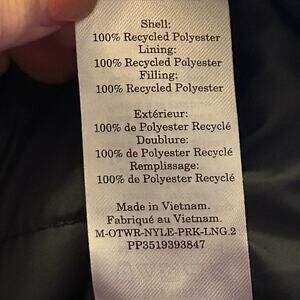 Shell:
100% Recycled Polyester
Lining:
100% Recycled Polyester
Filling:
100% Recycled Polyester
Extérieur:
100% de Polyester Recyclé
Doublure:
100% de Polyester Recyclé
Remplissage:
100% de Polyester Recyclé
Made in Vietnam.
Fabriqué au Vietnam.
M-OTWR-NYLE-PRK-LNG.2
PP3519393847